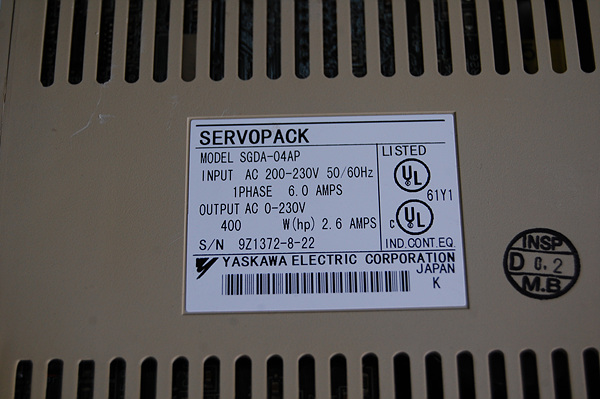 SERVOPACK
MODEL SGDA-04AP
INPUT AC 200-230V 50/60Hz
1PHASE 6.0 AMPS
OUTPUT AC 0-230V
400 W(hp) 2.6 AMPS
S/N 9Z1372-8-22
LISTED
UL
61Y1
c UL
IND.CONT.EQ.
YASKAWA ELECTRIC CORPORATION
JAPAN
K
INSP
D 0.2
M.B